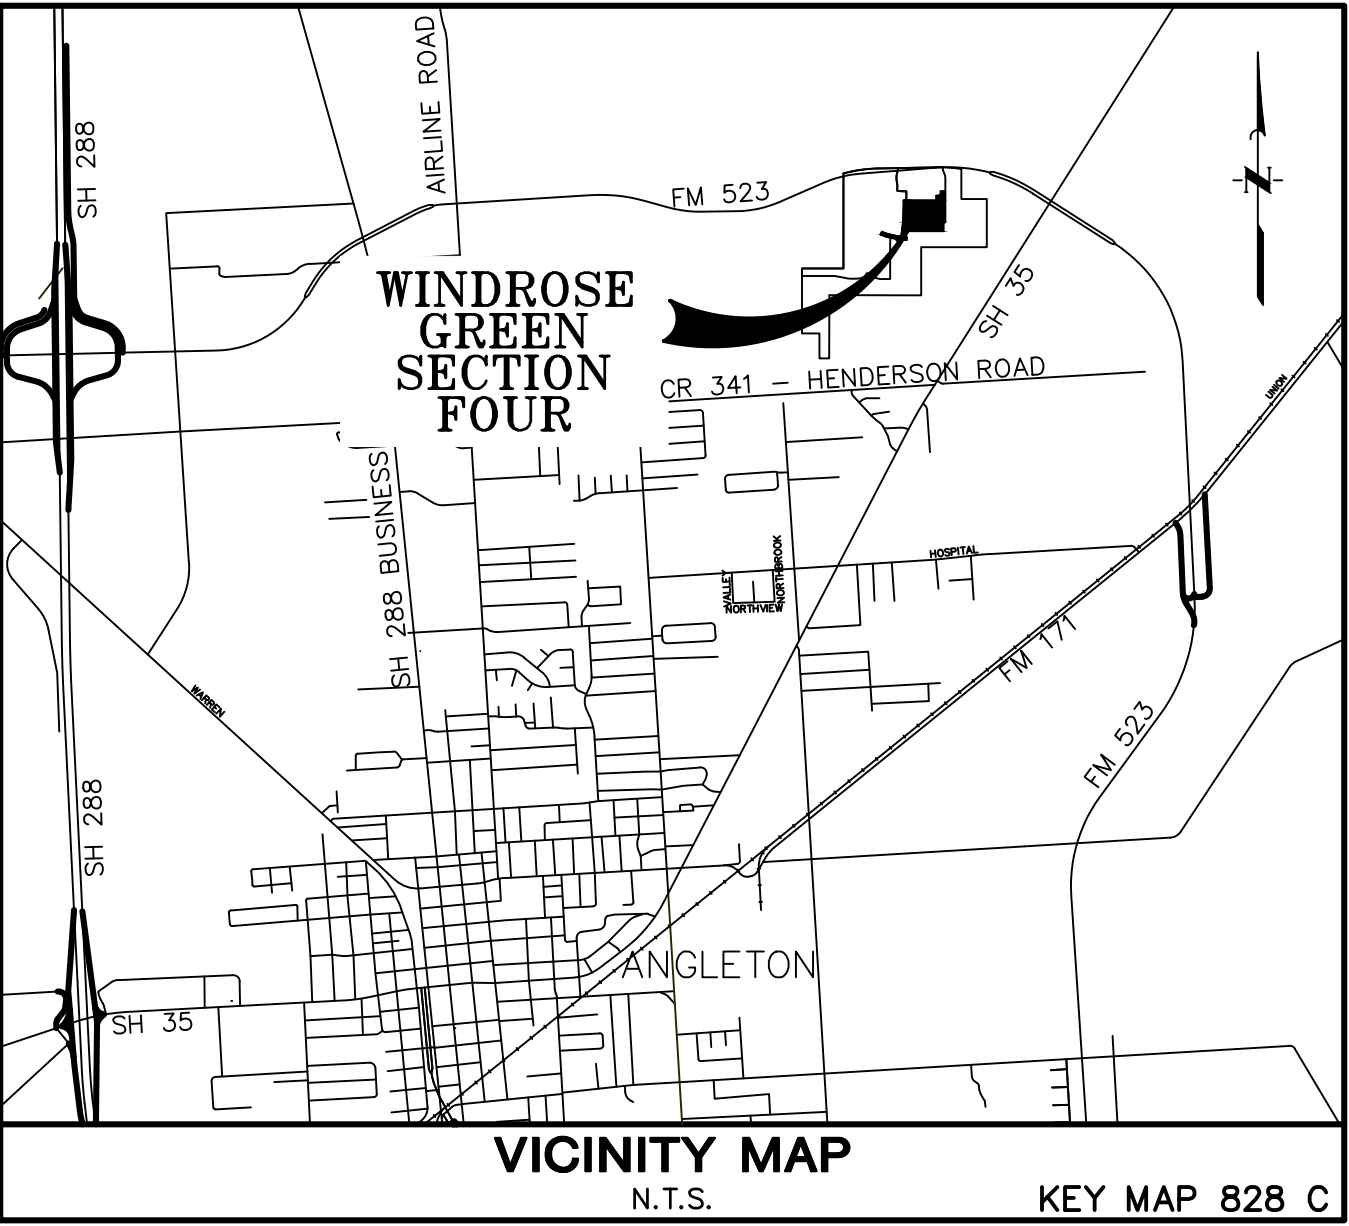 SH 288
AIRLINE ROAD
FM 523
N
WINDROSE
GREEN
SECTION
FOUR
SH 35
CR 341 - HENDERSON ROAD
UNION
SH 288 BUSINESS
HOSPITAL
VALLEY
NORTHBROOK
NORTHVIEW
FM 171
WARREN
FM 523
SH 288
ANGLETON
SH 35
VICINITY MAP
N.T.S.
KEY MAP 828 C